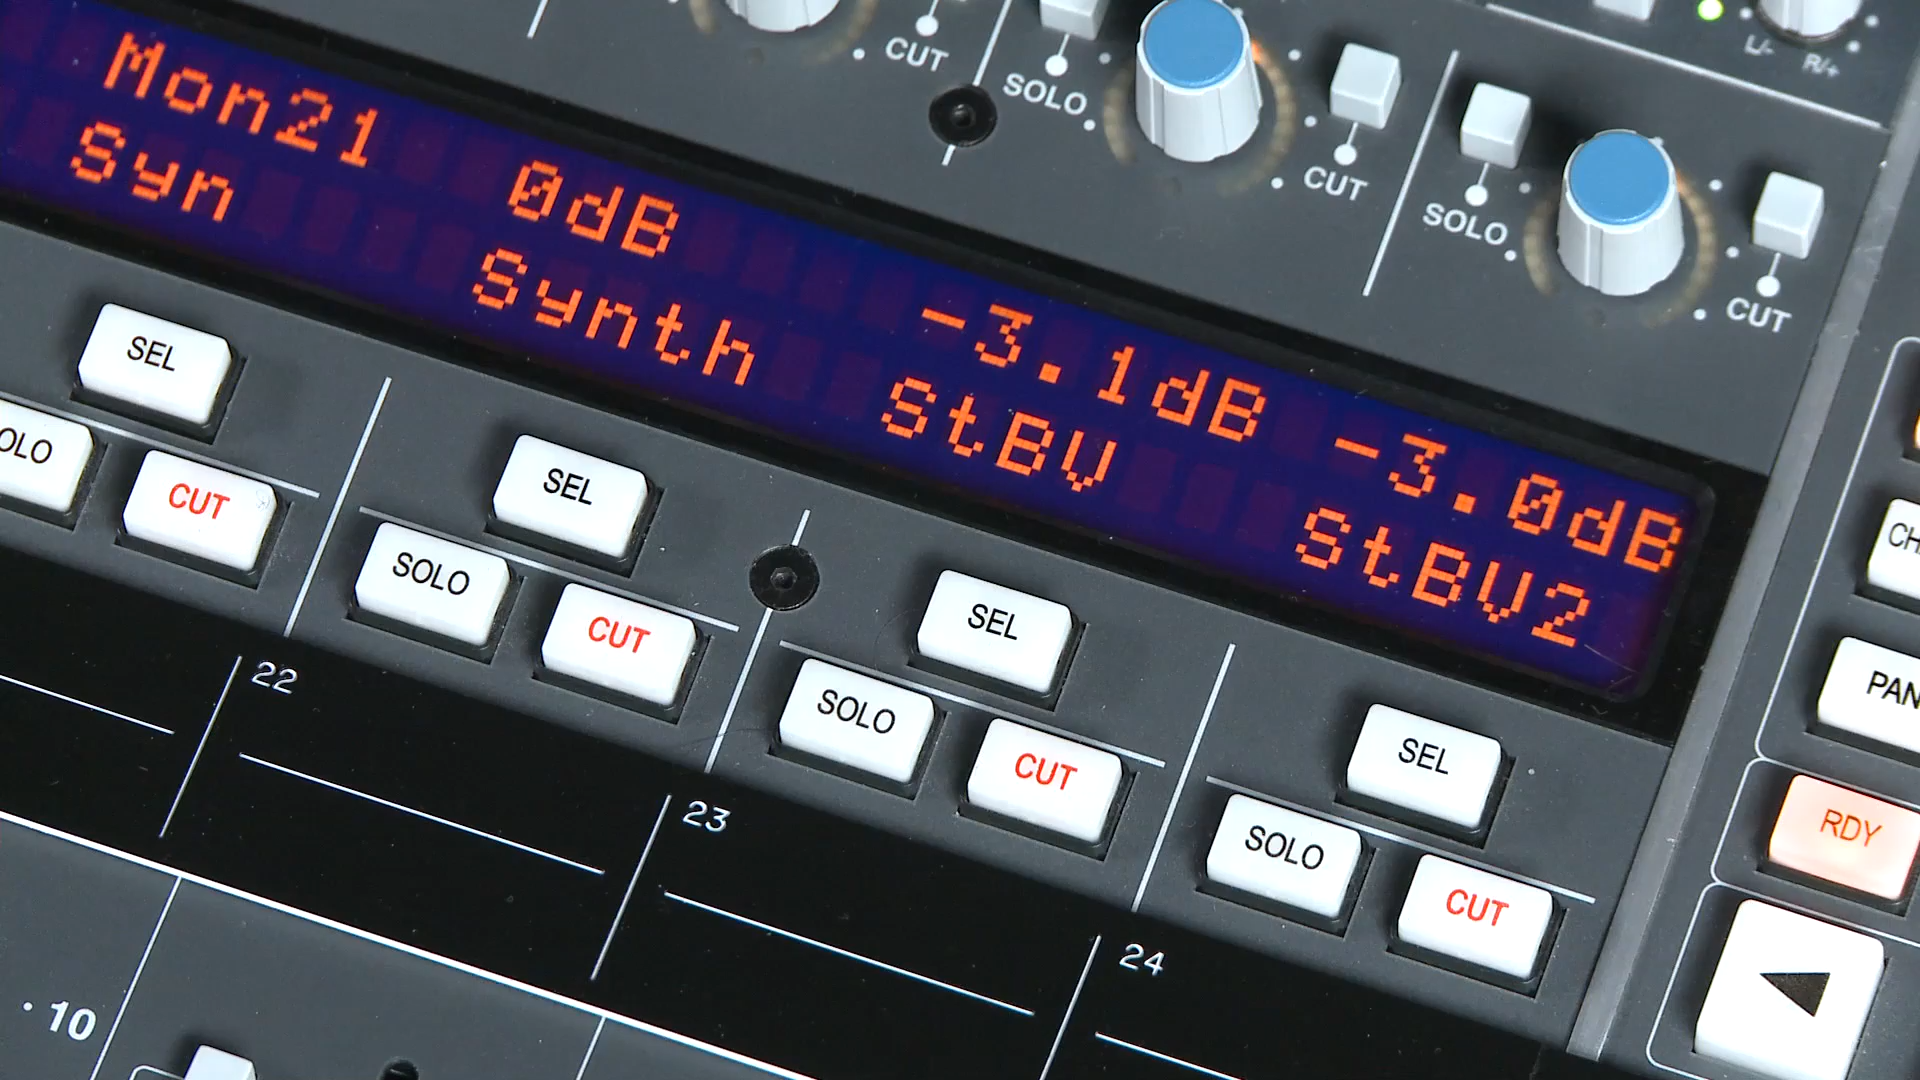 CUT
SOLO
CUT
SOLO
CUT
L/-
R/+
Mon21 0dB -3.1dB -3.0dB
Syn Synth StBV StBV2
SEL
SEL
SEL
SEL
OLO
CUT
SOLO
CUT
SOLO
CUT
SOLO
CUT
CH
PAN
RDY
22
23
24
10